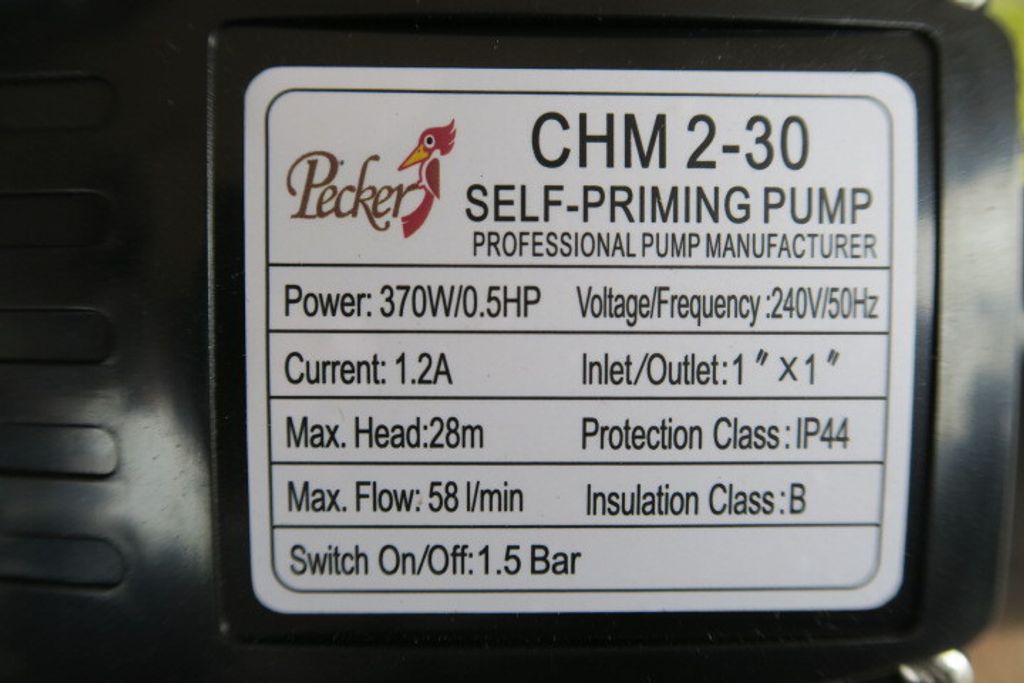 Pecker
CHM 2-30
SELF-PRIMING PUMP
PROFESSIONAL PUMP MANUFACTURER
Power: 370W/0.5HP Voltage/Frequency :240V/50Hz
Current: 1.2A Inlet/Outlet:1 ″ ×1 ″
Max. Head:28m Protection Class:IP44
Max. Flow: 58 l/min Insulation Class:B
Switch On/Off:1.5 Bar